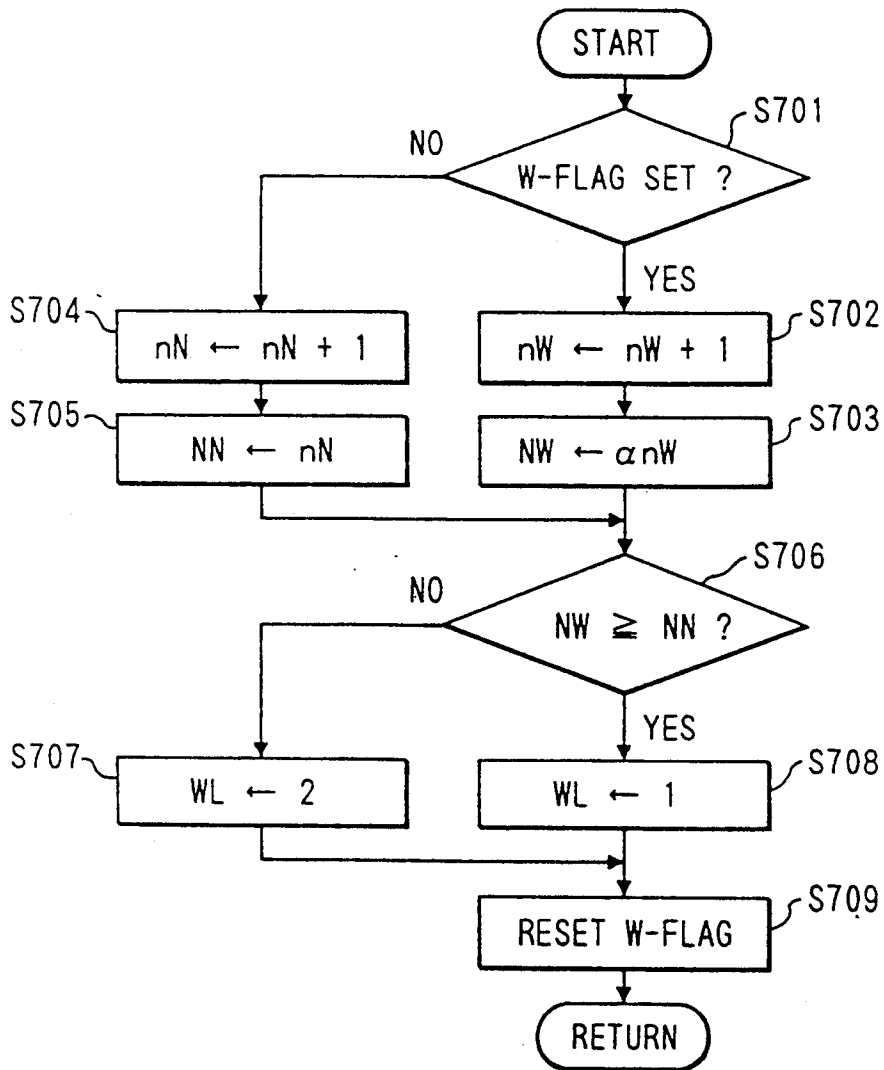 START
S701
NO
W-FLAG SET ?
YES
S704
nN ← nN + 1
S702
nW ← nW + 1
S705
NN ← nN
S703
NW ← αnW
S706
NO
NW ≧ NN ?
YES
S707
WL ← 2
S708
WL ← 1
S709
RESET W-FLAG
RETURN